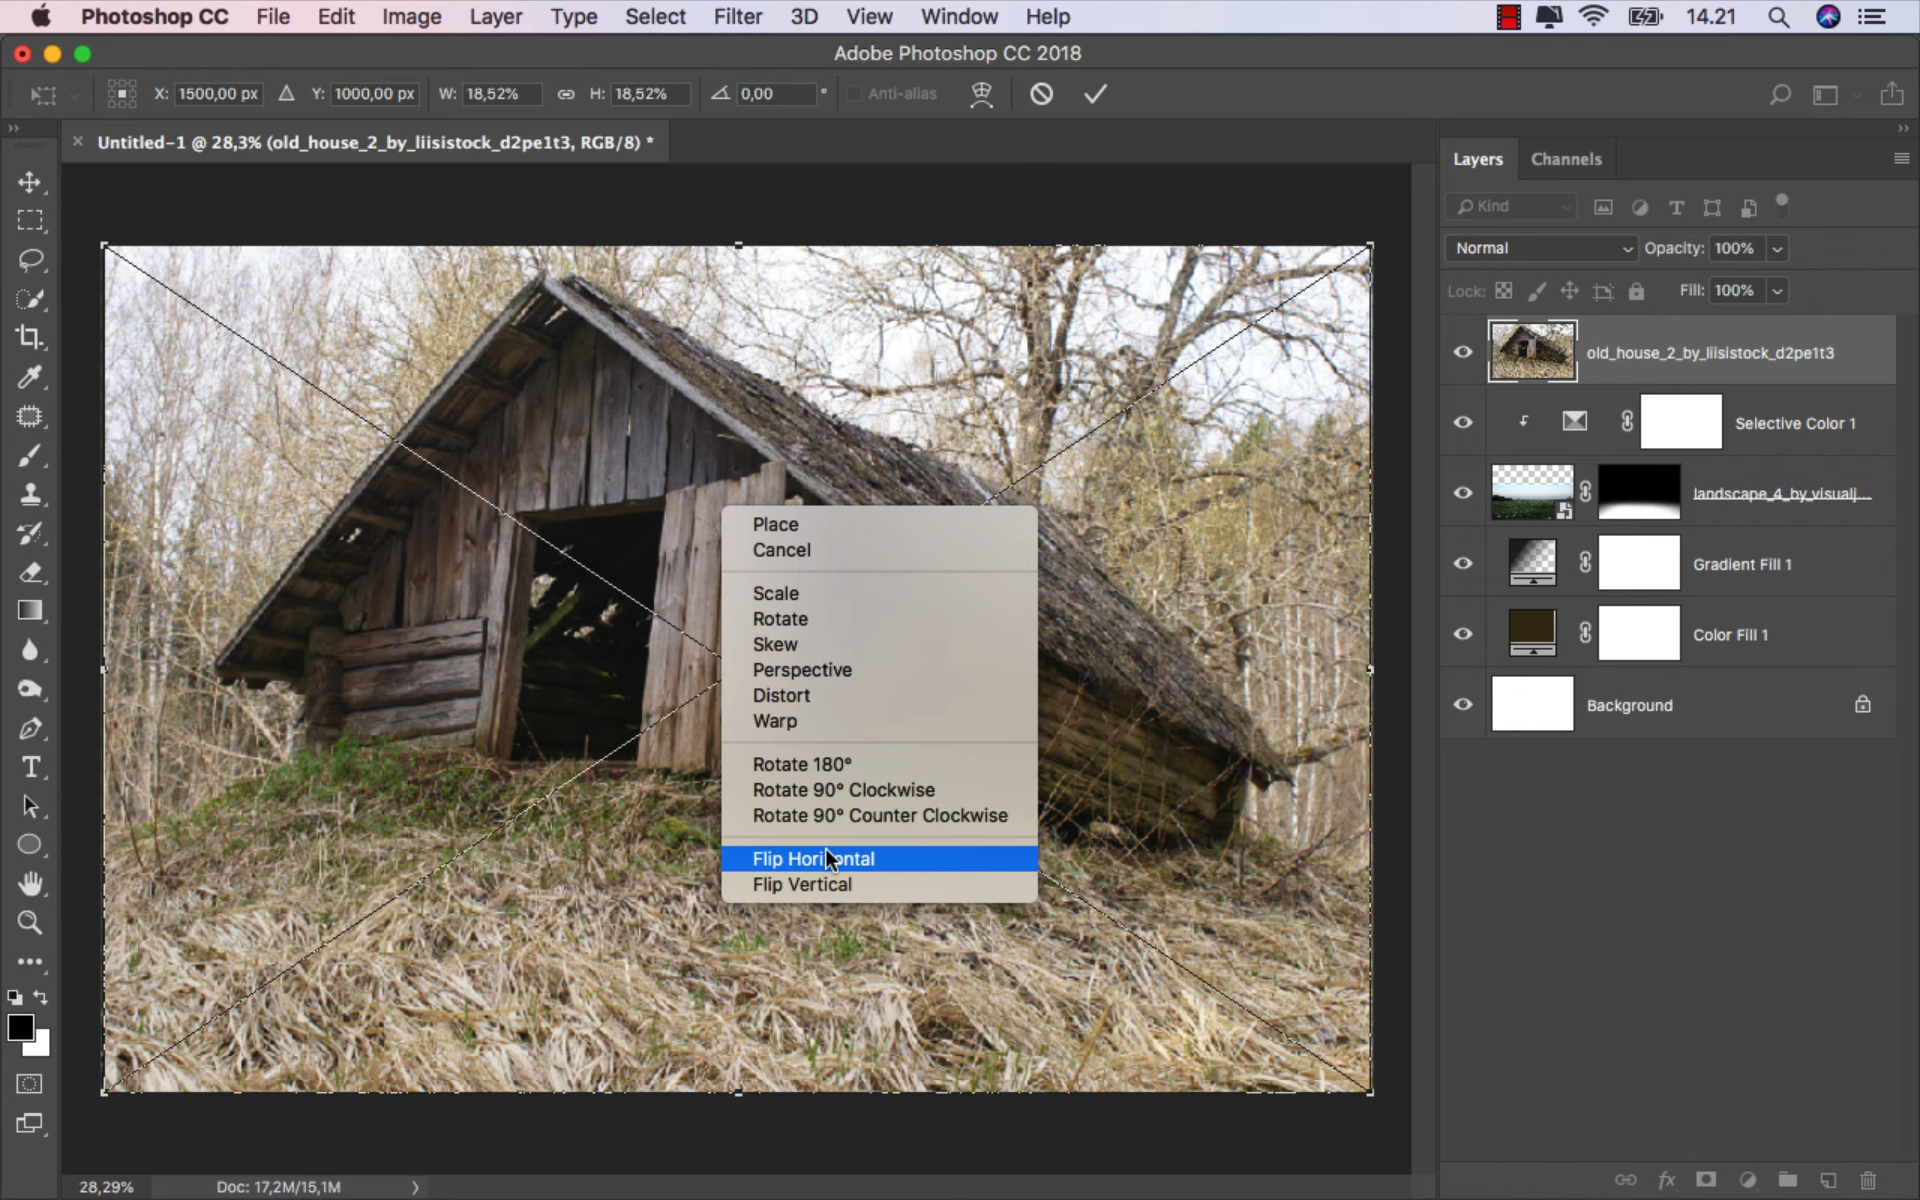 Photoshop CC File Edit Image Layer Type Select Filter 3D View Window Help 14.21
Adobe Photoshop CC 2018
X: 1500,00 px Y: 1000,00 px W: 18,52% H: 18,52% 0,00 ° Anti-alias
Untitled-1 @ 28,3% (old_house_2_by_liisistock_d2pe1t3, RGB/8) *
Layers Channels
Kind
Normal Opacity: 100%
Lock: Fill: 100%
old_house_2_by_liisistock_d2pe1t3
Selective Color 1
landscape_4_by_visualj...
Gradient Fill 1
Color Fill 1
Background
Place
Cancel
Scale
Rotate
Skew
Perspective
Distort
Warp
Rotate 180°
Rotate 90° Clockwise
Rotate 90° Counter Clockwise
Flip Horizontal
Flip Vertical
28,29% Doc: 17,2M/15,1M